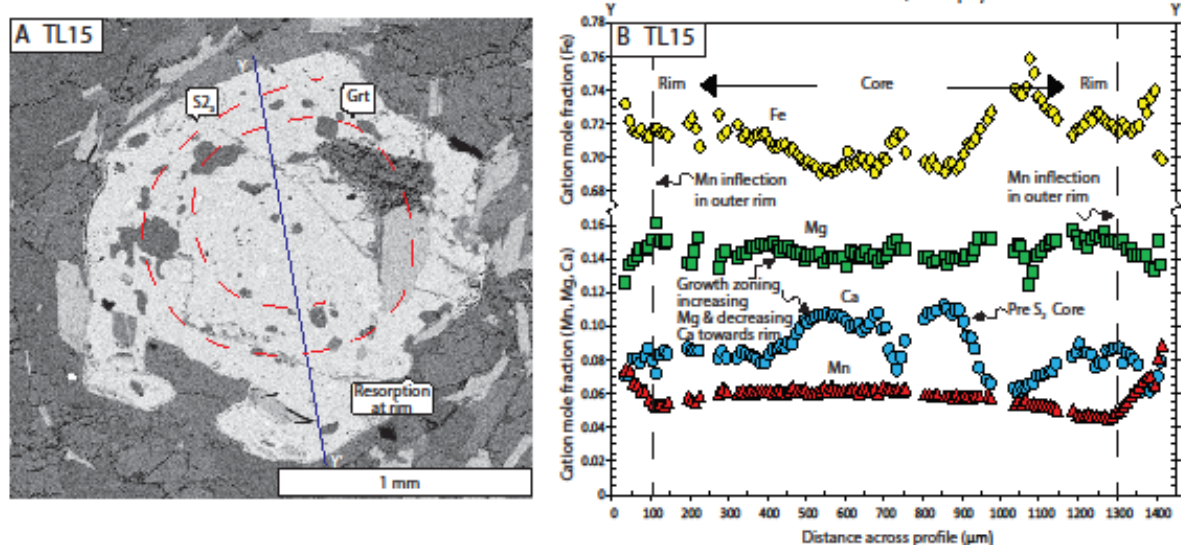 A TL15
Y
S2₃
Grt
Resorption
at rim
Y'
1 mm
Y
Y
B TL15
Rim
Core
Rim
Fe
Mn inflection
in outer rim
Mn inflection
in outer rim
Mg
Growth zoning
increasing
Mg & decreasing
Ca towards rim
Ca
Mn
Cation mole fraction (Fe)
0.78
0.76
0.74
0.72
0.70
0.68
Cation mole fraction (Mn, Mg, Ca)
0.16
0.14
0.12
0.10
0.08
0.06
0.04
0.02
0
0
100
200
300
400
500
600
700
800
900
1000
1100
1200
1300
1400
Distance across profile (µm)